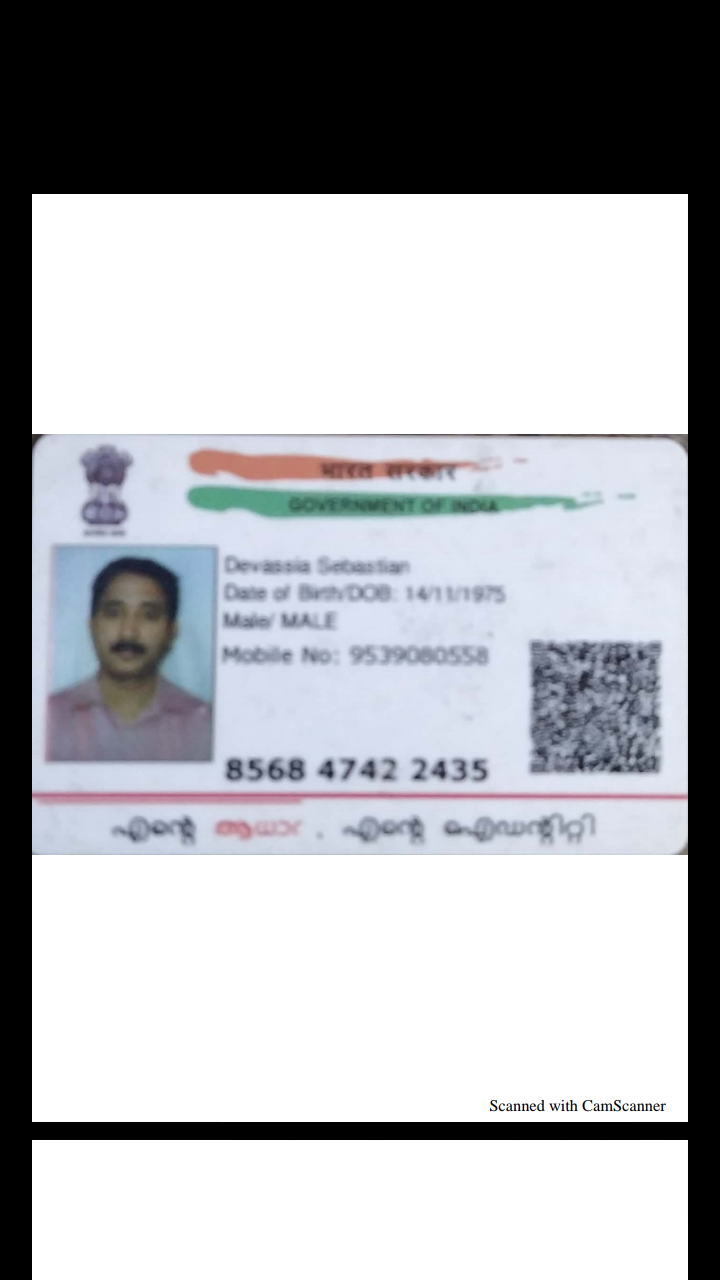 भारत सरकार
GOVERNMENT OF INDIA
Devassia Sebastian
Date of Birth/DOB: 14/11/1975
Male/ MALE
Mobile No: 9539080558
8568 4742 2435
എന്റെ ആധാര്‍ , എന്റെ ഐഡന്റിറ്റി
Scanned with CamScanner